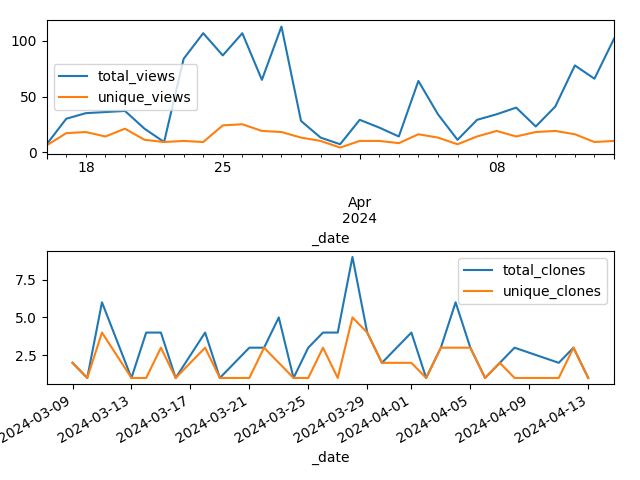 100
50
0
total_views
unique_views
18
25
08
Apr
2024
_date
7.5
5.0
2.5
total_clones
unique_clones
2024-03-09
2024-03-13
2024-03-17
2024-03-21
2024-03-25
2024-03-29
2024-04-01
2024-04-05
2024-04-09
2024-04-13
_date